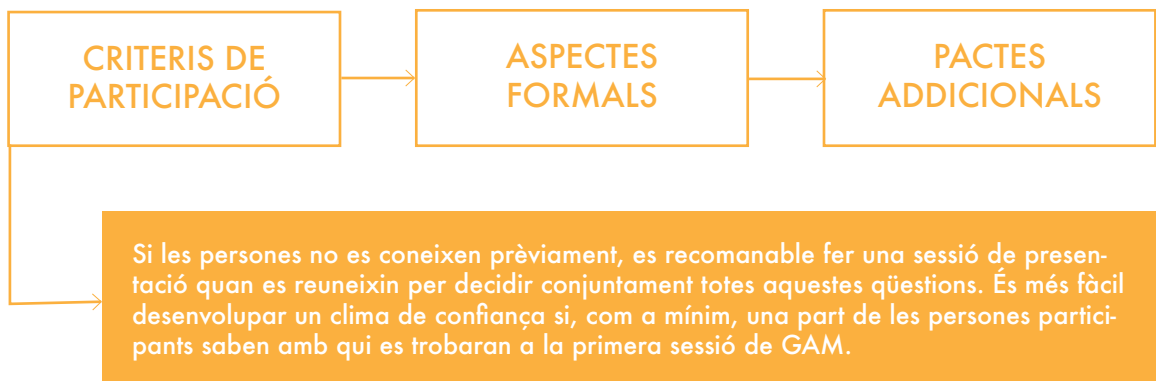 CRITERIS DE
PARTICIPACIÓ
ASPECTES
FORMALS
PACTES
ADDICIONALS
Si les persones no es coneixen prèviament, es recomanable fer una sessió de presen-
tació quan es reuneixin per decidir conjuntament totes aquestes qüestions. És més fàcil
desenvolupar un clima de confiança si, com a mínim, una part de les persones partici-
pants saben amb qui es trobaran a la primera sessió de GAM.